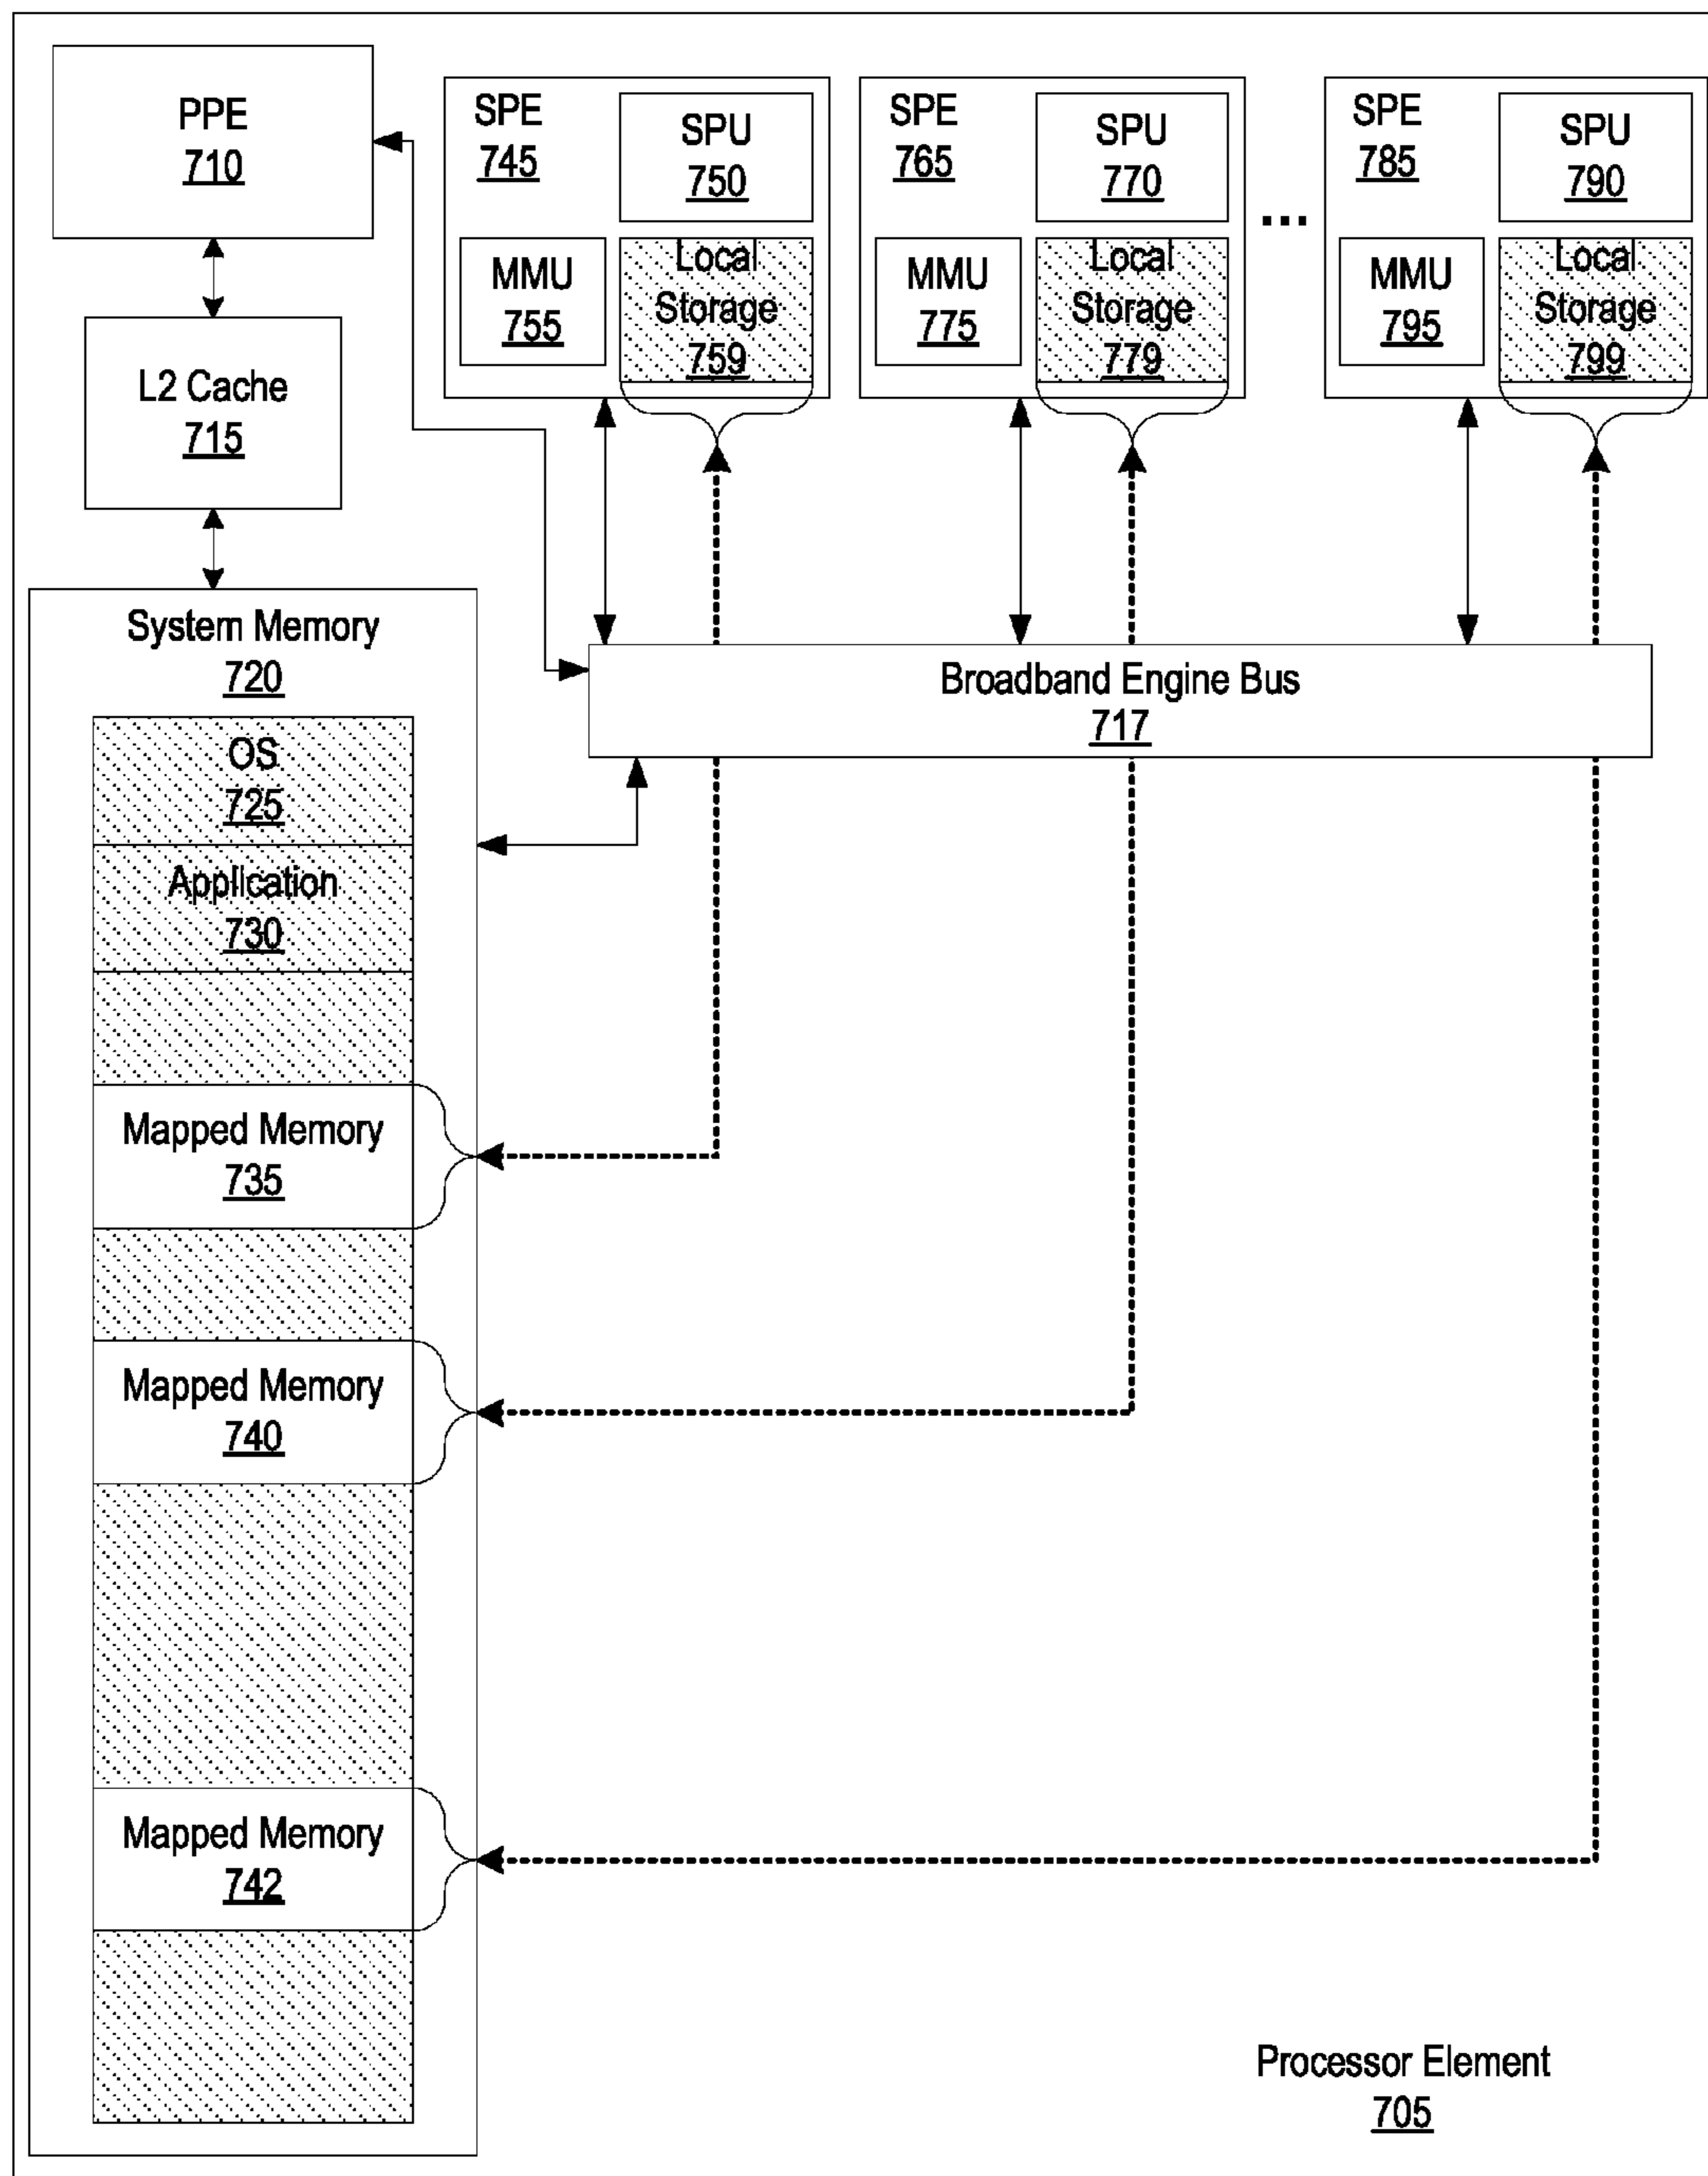 PPE
710
SPE
745
SPU
750
MMU
755
Local
Storage
759
SPE
765
SPU
770
MMU
775
Local
Storage
779
...
SPE
785
SPU
790
MMU
795
Local
Storage
799
L2 Cache
715
System Memory
720
Broadband Engine Bus
717
OS
725
Application
730
Mapped Memory
735
Mapped Memory
740
Mapped Memory
742
Processor Element
705